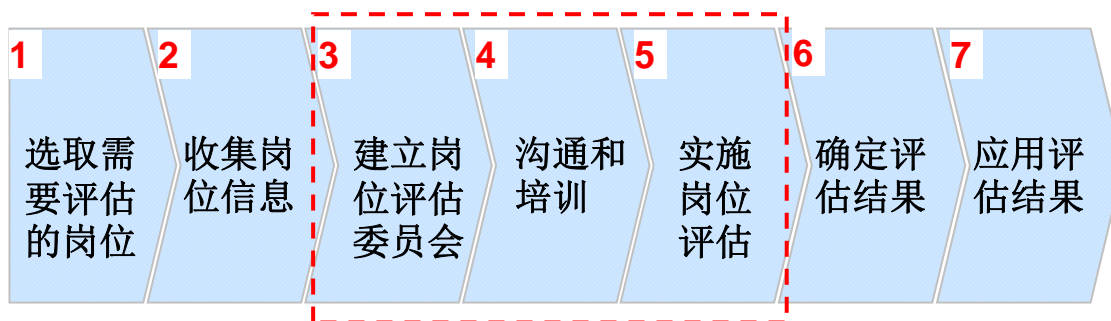 1
选取需
要评估
的岗位
2
收集岗
位信息
3
建立岗
位评估
委员会
4
沟通和
培训
5
实施
岗位
评估
6
确定评
估结果
7
应用评
估结果